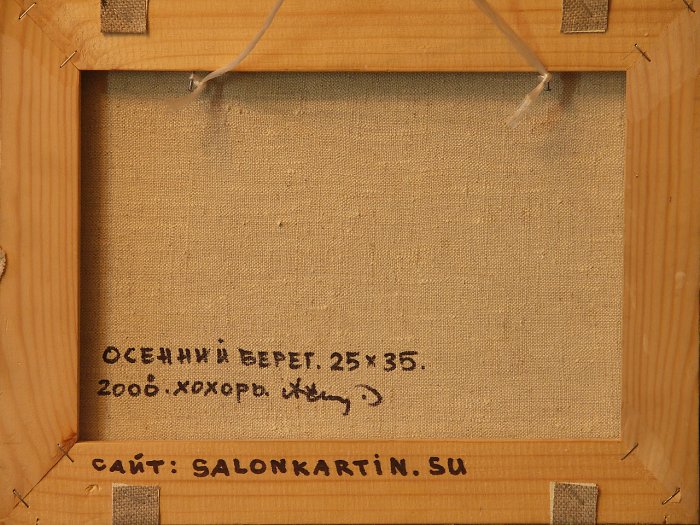 ОСЕННИЙ БЕРЕГ. 25×35.
2008. ХОХОРЬ.
САЙТ: SALONKARTIN.SU